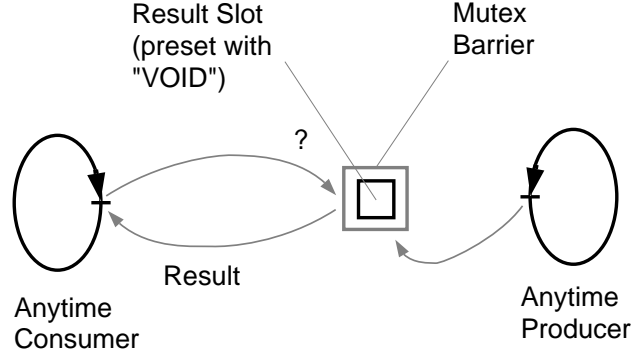 Result Slot
(preset with
"VOID")
Mutex
Barrier
?
Result
Anytime
Consumer
Anytime
Producer